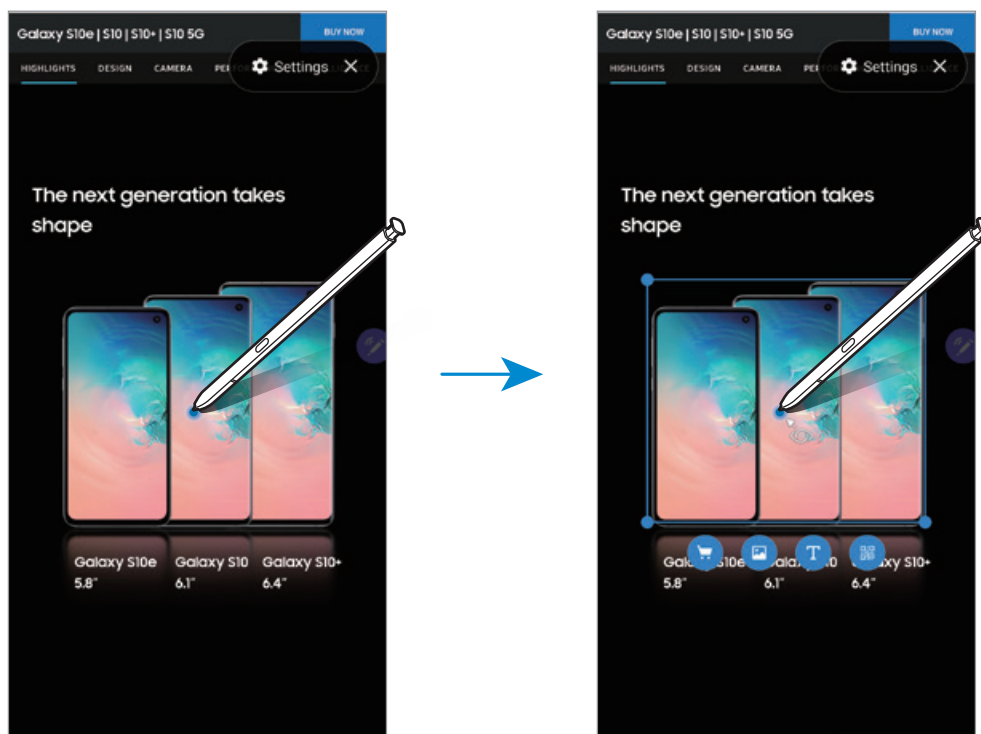 Galaxy S10e | S10 | S10+ | S10 5G
BUY NOW
HIGHLIGHTS DESIGN CAMERA
Settings
The next generation takes
shape
Galaxy S10e Galaxy S10 Galaxy S10+
5.8" 6.1" 6.4"
Galaxy S10e | S10 | S10+ | S10 5G
BUY NOW
HIGHLIGHTS DESIGN CAMERA
Settings
The next generation takes
shape
T
5.8" 6.1" 6.4"